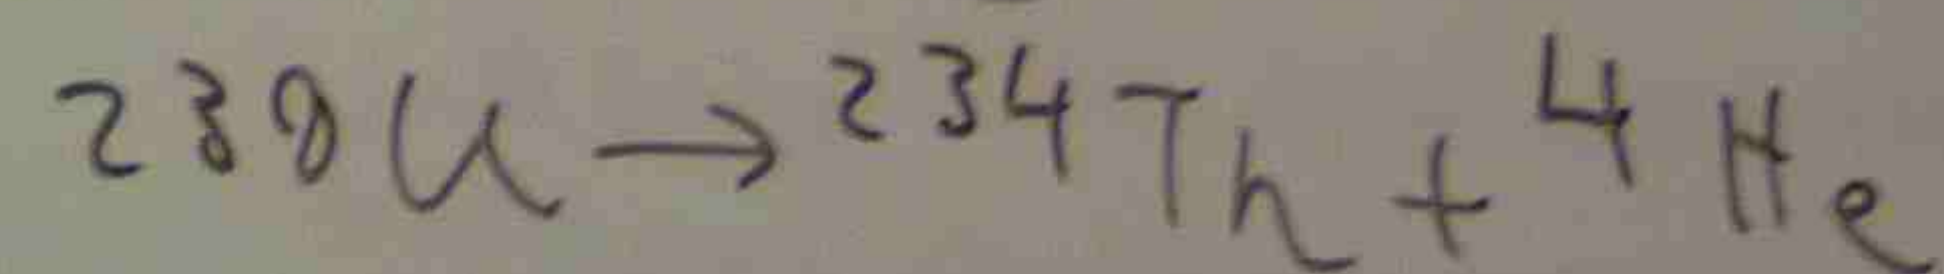 ²³⁸U → ²³⁴Th + ⁴He